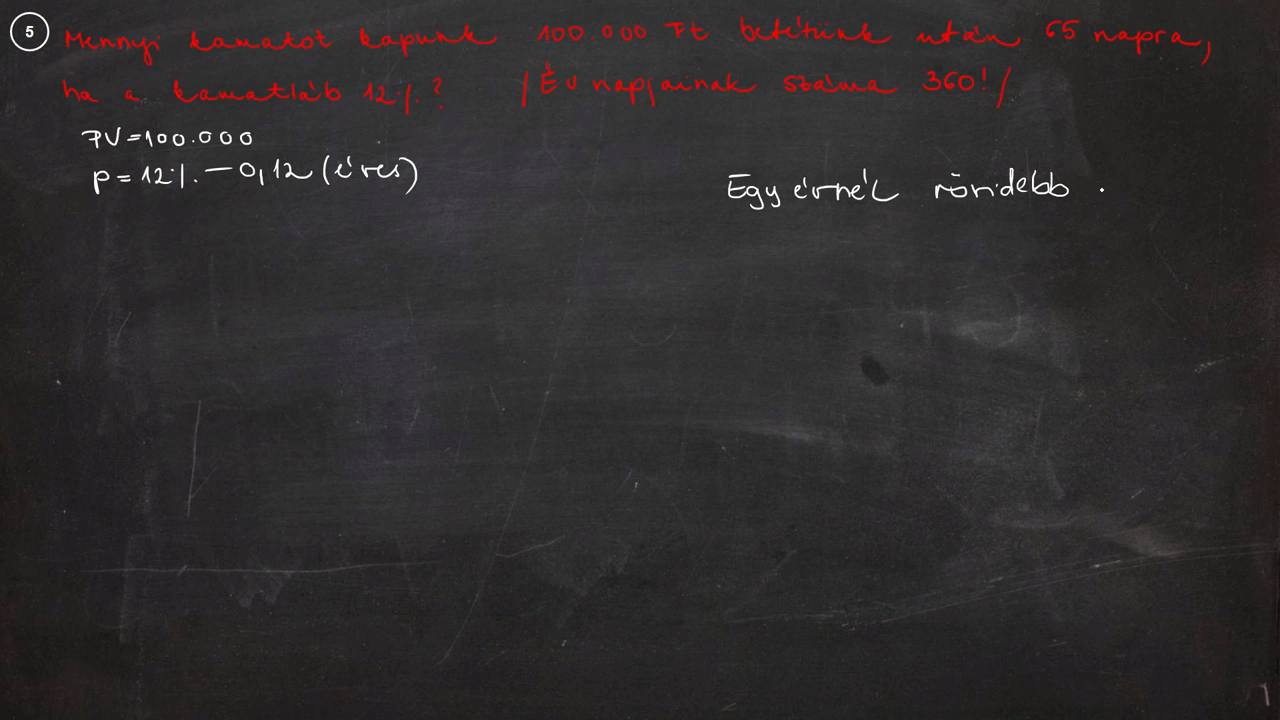 5 Mennyi kamatot kapunk 100.000 Ft betétünk után 65 napra,
ha a kamatláb 12%? /Év napjainak száma 360!/
PV=100.000
p=12%. — 0,12 (éves)
Egy évnél rövidebb .